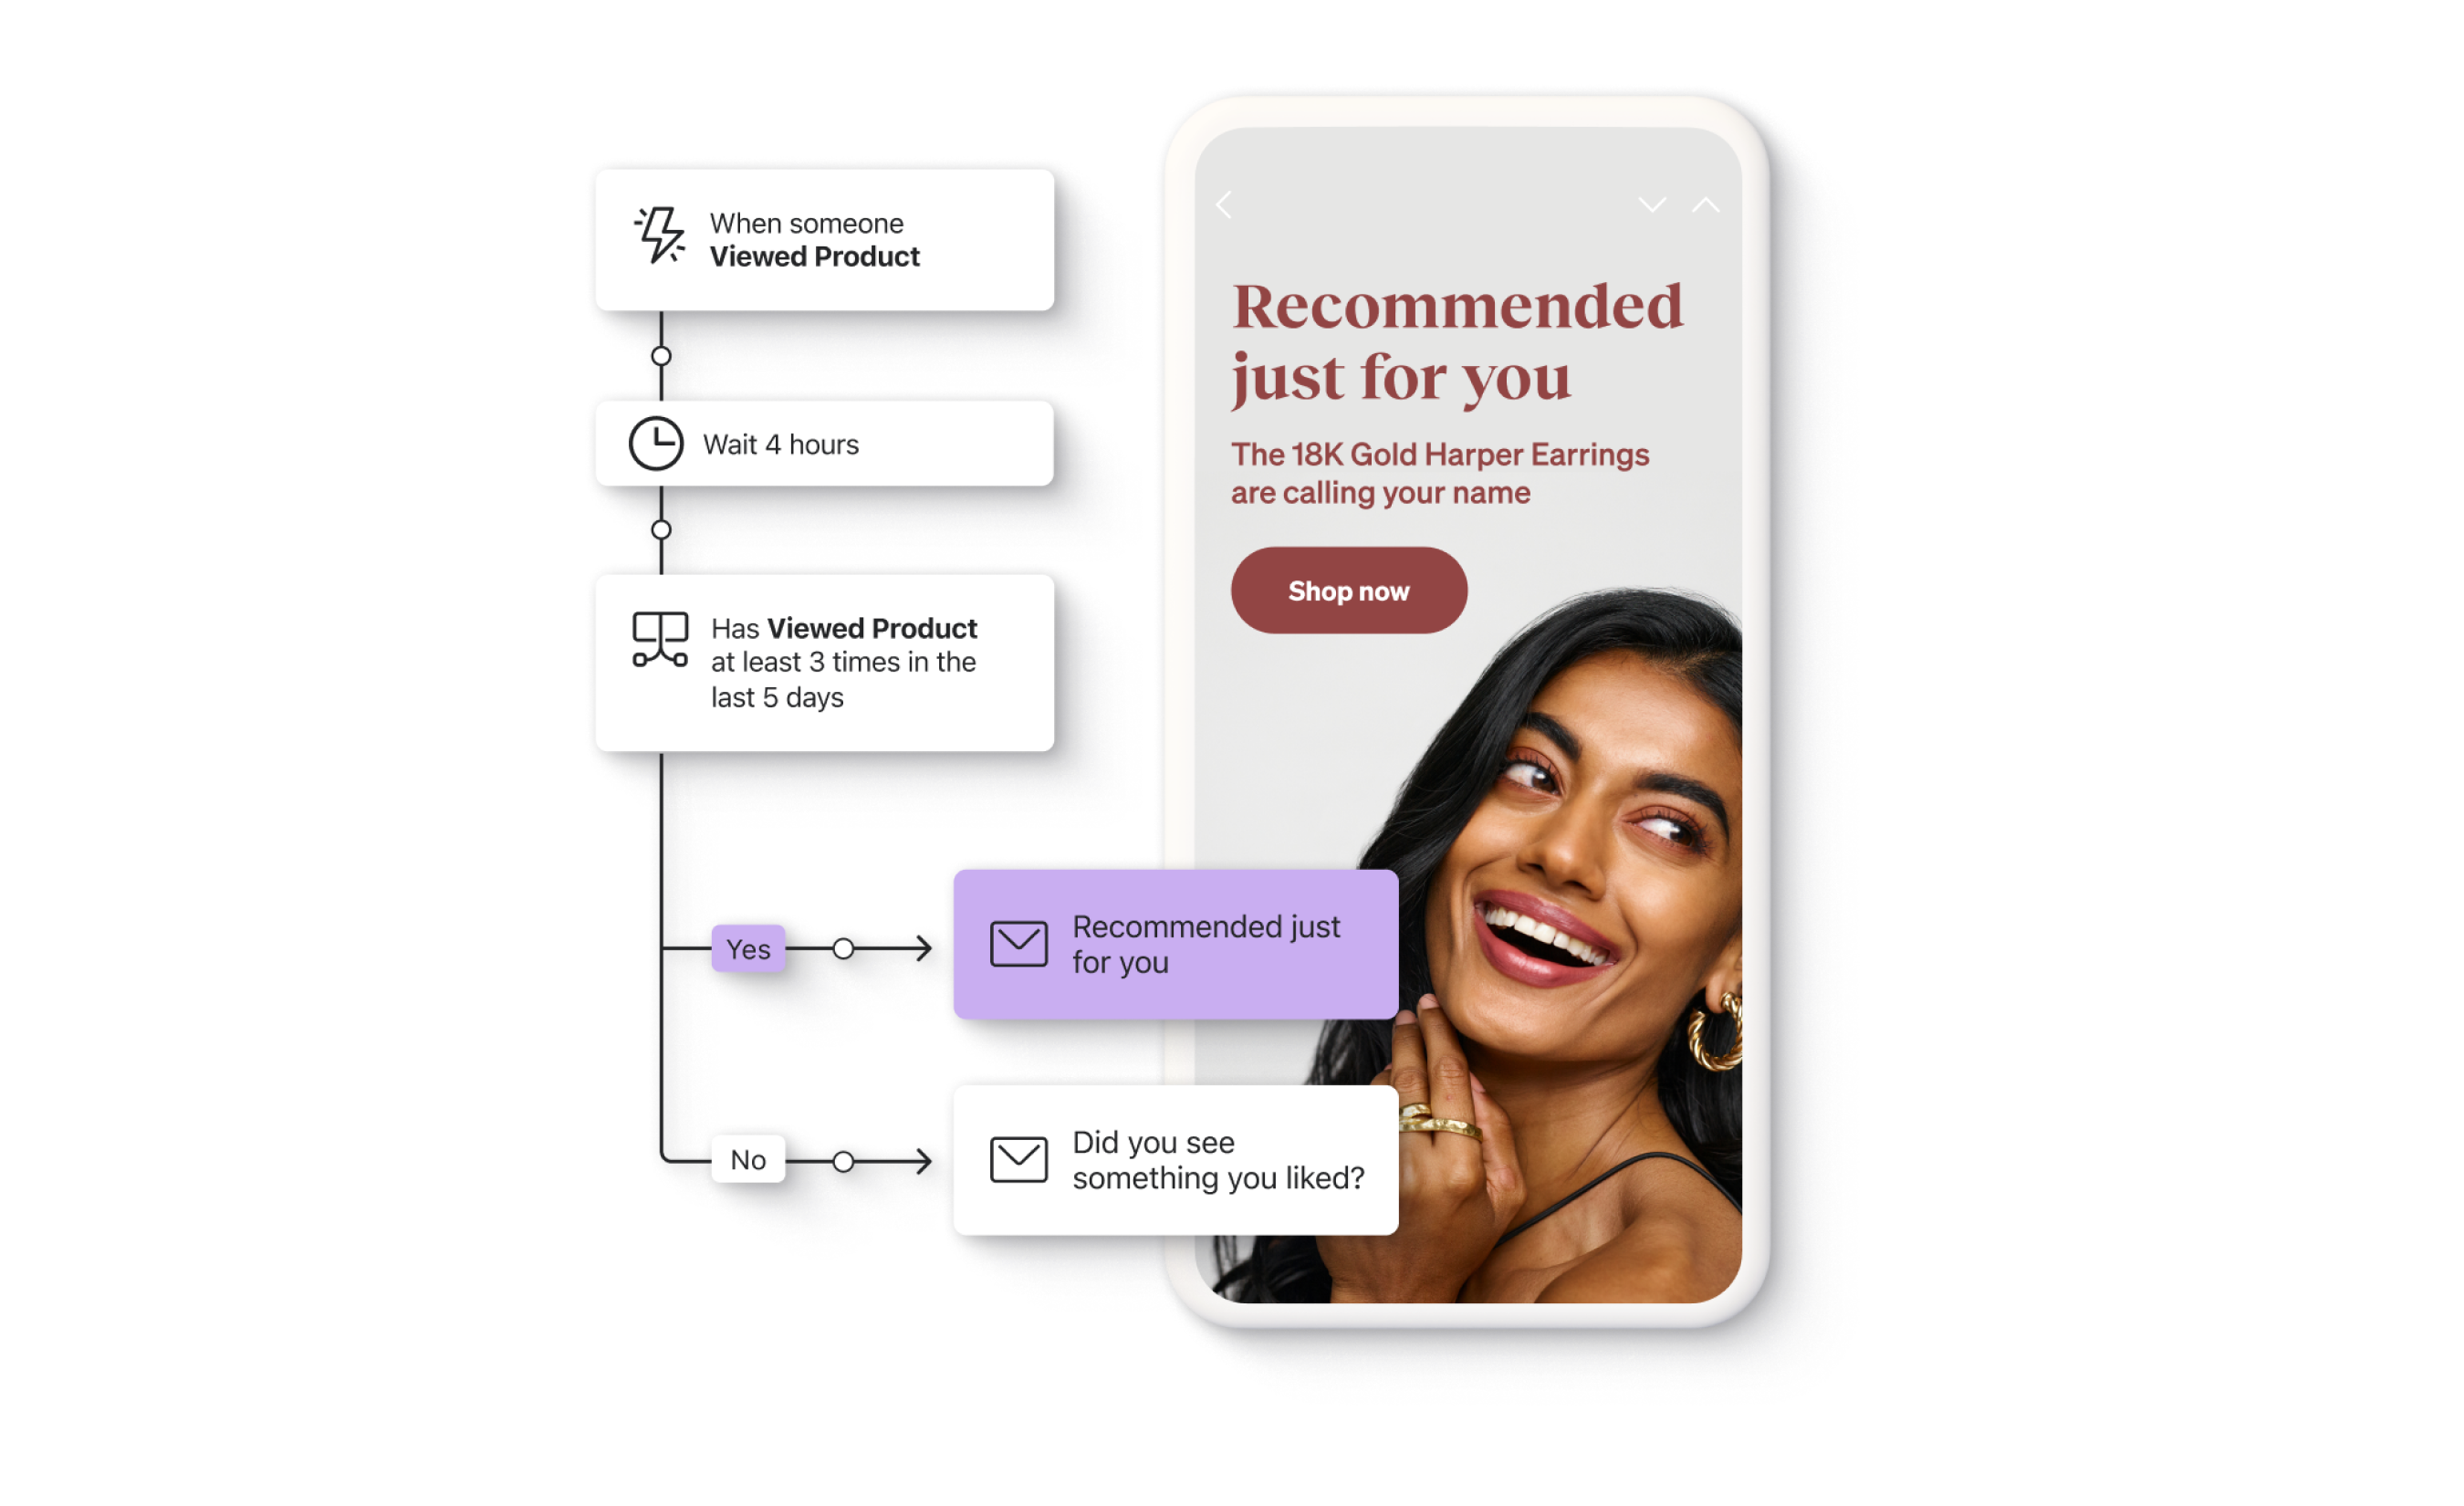 When someone
Viewed Product
Wait 4 hours
Has Viewed Product
at least 3 times in the
last 5 days
Yes
Recommended just
for you
No
Did you see
something you liked?
Recommended
just for you
The 18K Gold Harper Earrings
are calling your name
Shop now